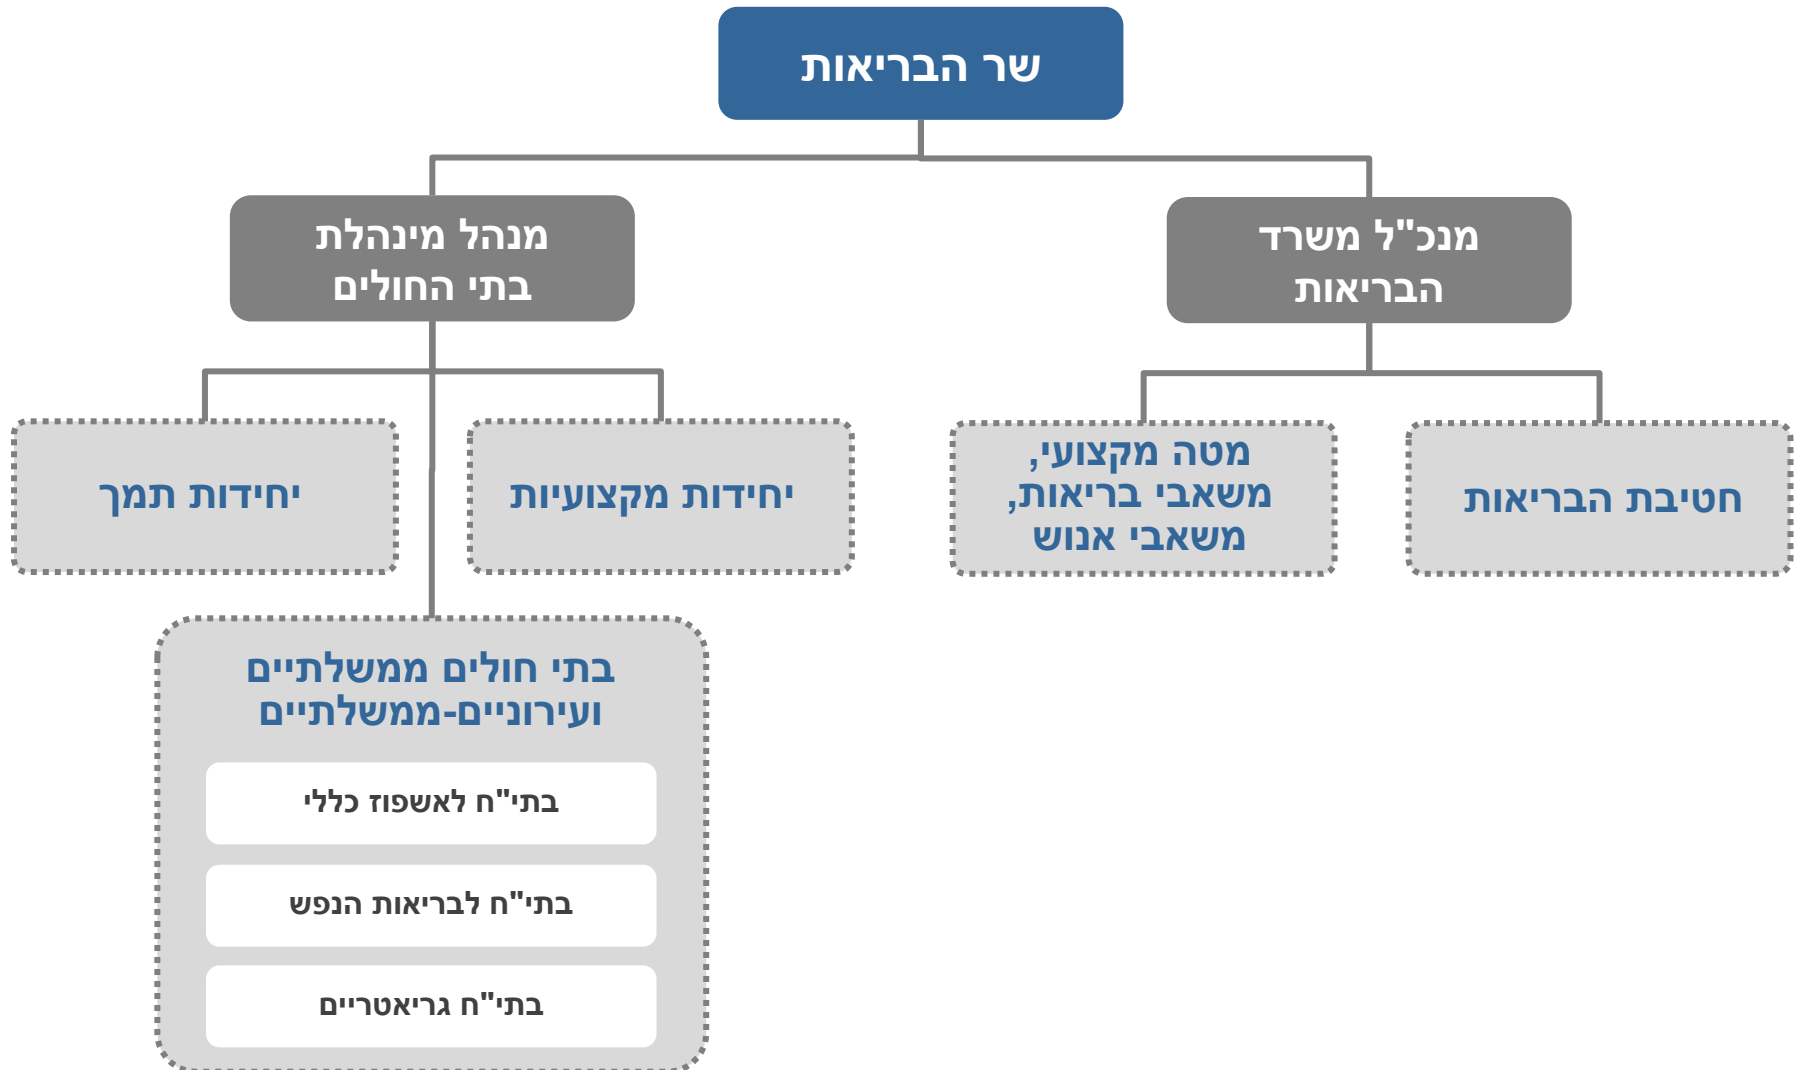 שר הבריאות
מנכ"ל משרד
הבריאות
מנהל מינהלת
בתי החולים
חטיבת הבריאות
מטה מקצועי,
משאבי בריאות,
משאבי אנוש
יחידות מקצועיות
יחידות תמך
בתי חולים ממשלתיים
ועירוניים-ממשלתיים
בתי"ח לאשפוז כללי
בתי"ח לבריאות הנפש
בתי"ח גריאטריים